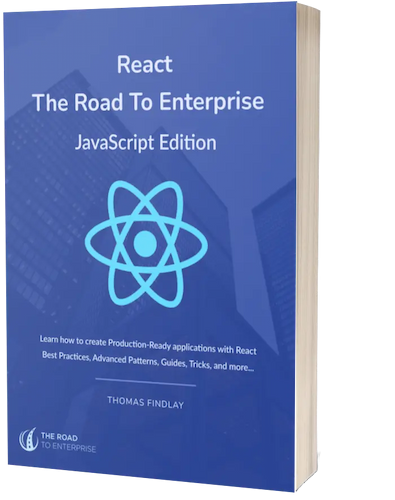 React
The Road To Enterprise
JavaScript Edition
Learn how to create Production-Ready applications with React
Best Practices, Advanced Patterns, Guides, Tricks, and more...
THOMAS FINDLAY
THE ROAD
TO ENTERPRISE